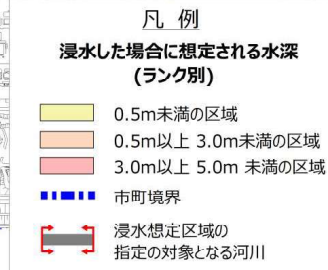 凡 例
浸水した場合に想定される水深
(ランク別)
0.5m未満の区域
0.5m以上 3.0m未満の区域
3.0m以上 5.0m 未満の区域
市町境界
浸水想定区域の
指定の対象となる河川